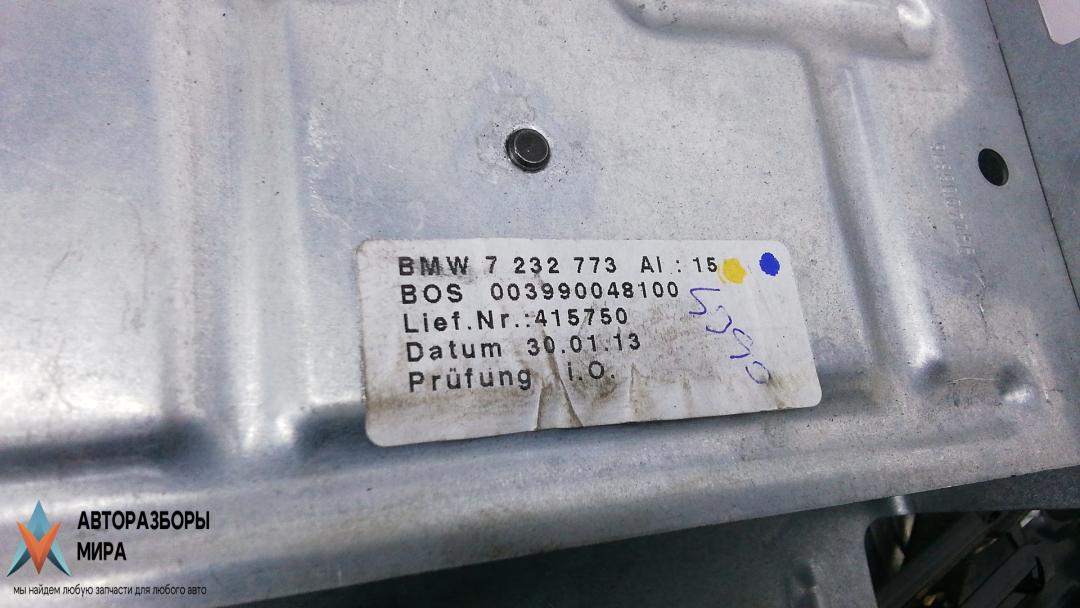 BMW 7 232 773 AI : 15
BOS 003990048100
Lief.Nr.:415750
Datum 30.01.13
Prüfung i.O.
АВТОРАЗБОРЫ
МИРА
мы найдем любую запчасти для любого авто